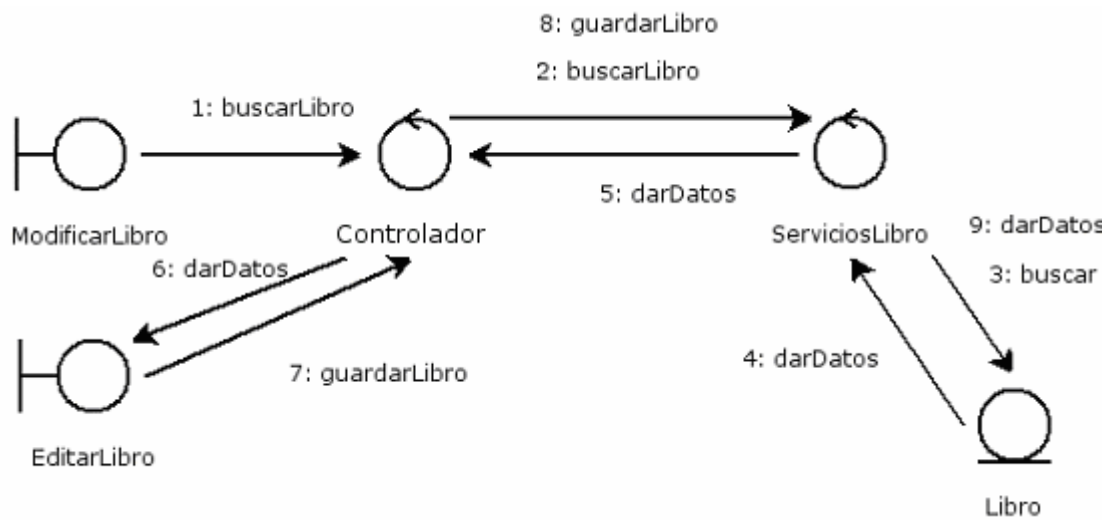 8: guardarLibro
2: buscarLibro
1: buscarLibro
5: darDatos
ModificarLibro
Controlador
ServiciosLibro
9: darDatos
6: darDatos
3: buscar
4: darDatos
7: guardarLibro
EditarLibro
Libro